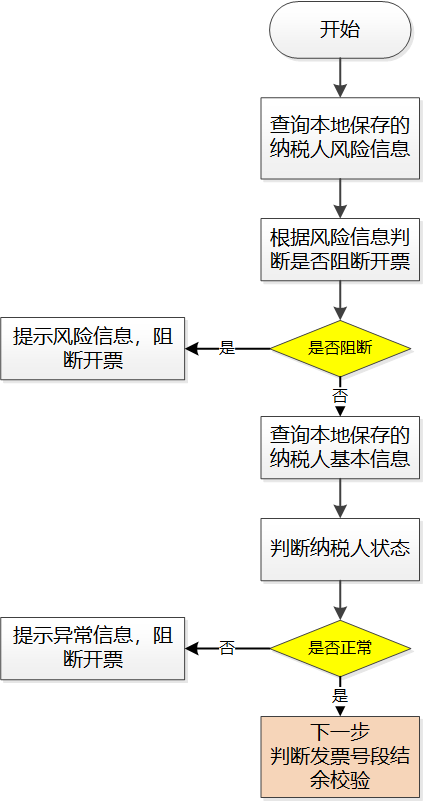 开始
查询本地保存的
纳税人风险信息
根据风险信息判
断是否阻断开票
提示风险信息，阻
断开票
是
是否阻断
否
查询本地保存的
纳税人基本信息
判断纳税人状态
提示异常信息，阻
断开票
否
是否正常
是
下一步
判断发票号段结
余校验